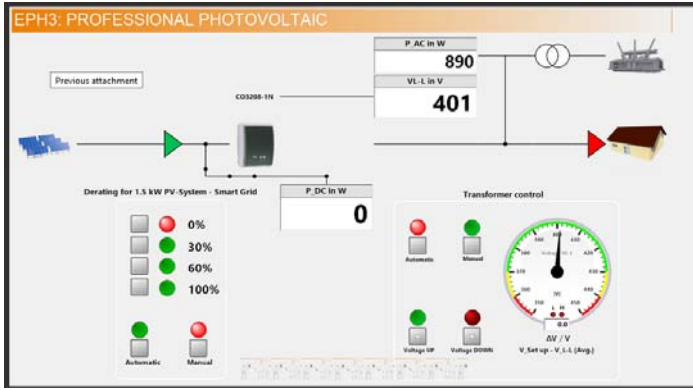 EPH3: PROFESSIONAL PHOTOVOLTAIC
P_AC in W
890
Previous attachment
VL-L in V
CO3208-1N
401
Derating for 1.5 kW PV-System - Smart Grid
P_DC in W
0
Transformer control
0%
30%
60%
100%
Automatic
Manual
Automatic
Manual
Voltage UP
Voltage DOWN
L H
0.0
ΔV / V
V_Set up - V_L-L (Avg.)